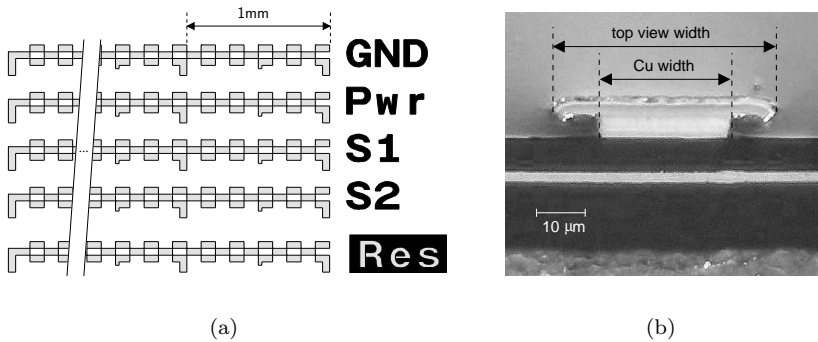 1mm
GND
Pwr
S1
...
S2
Res
(a)
top view width
Cu width
10 μm
(b)